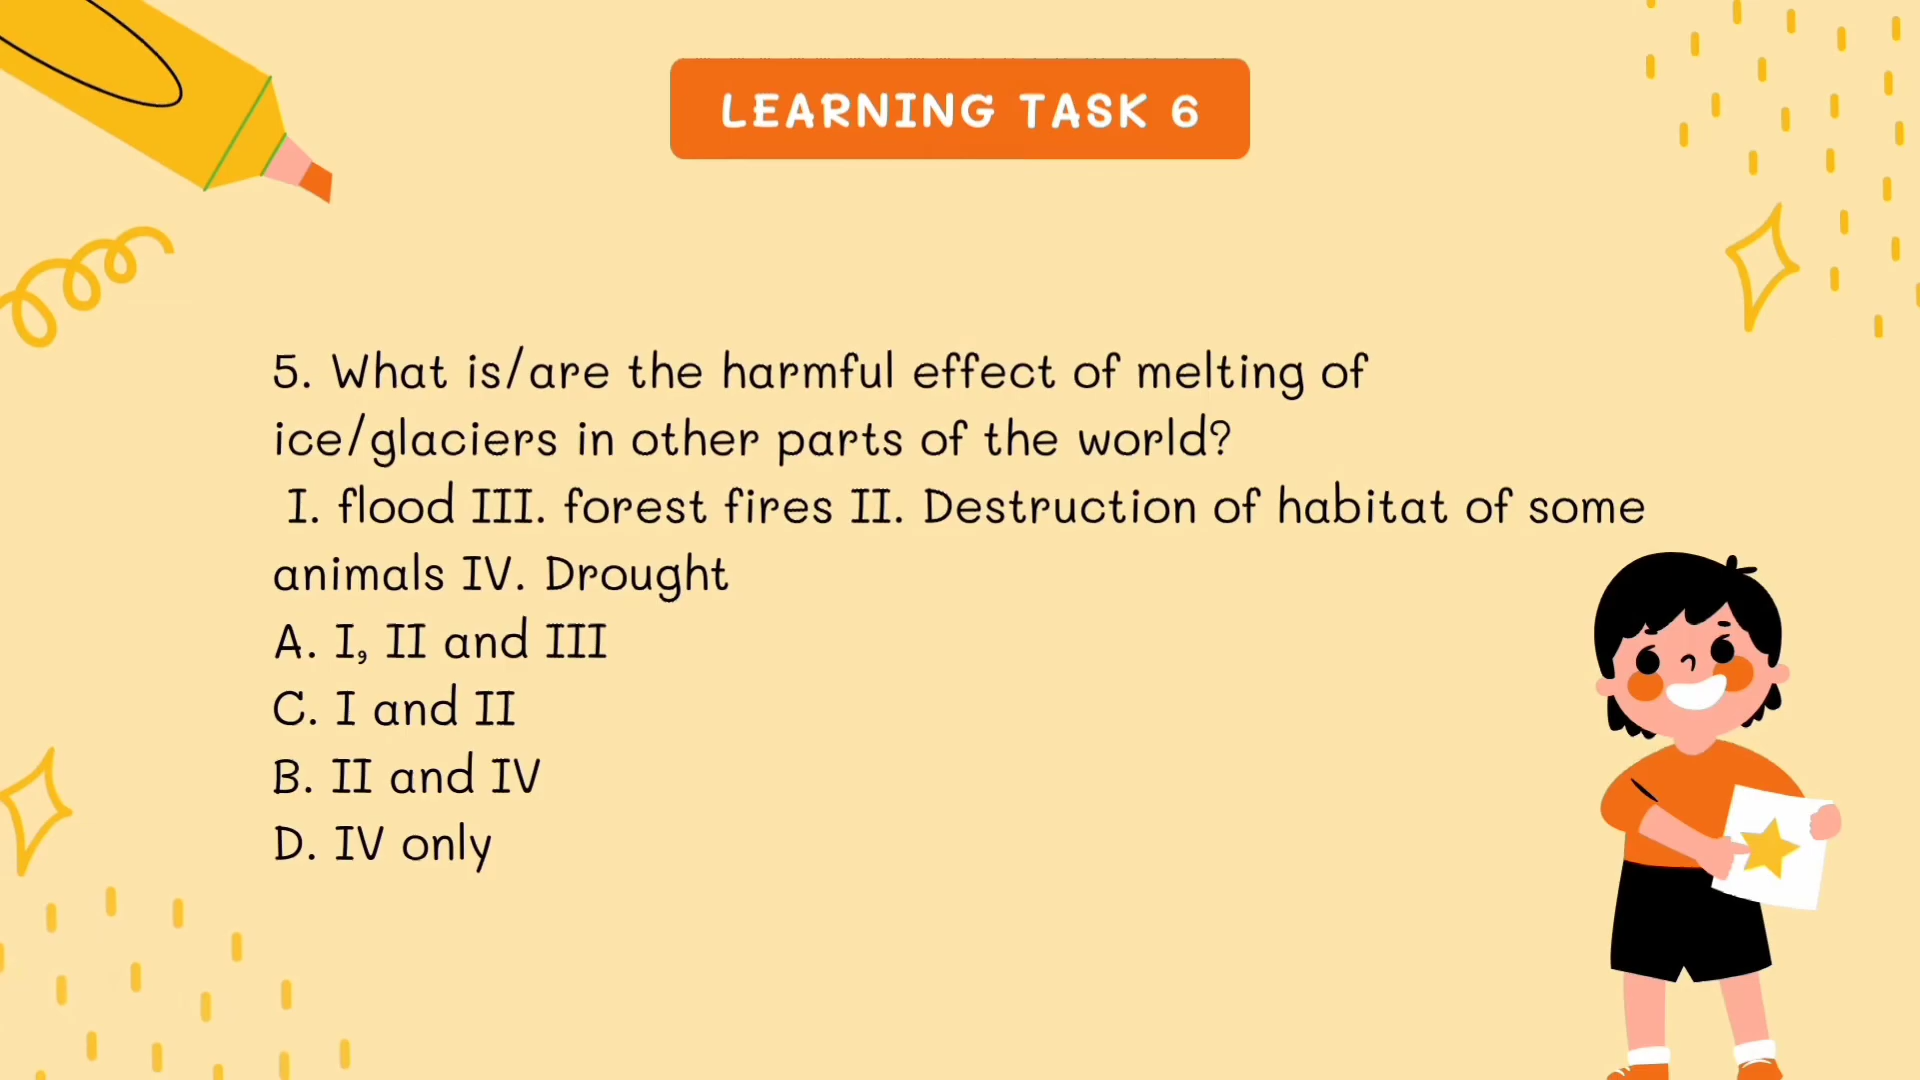 LEARNING TASK 6
5. What is/are the harmful effect of melting of
ice/glaciers in other parts of the world?
I. flood III. forest fires II. Destruction of habitat of some
animals IV. Drought
A. I, II and III
C. I and II
B. II and IV
D. IV only